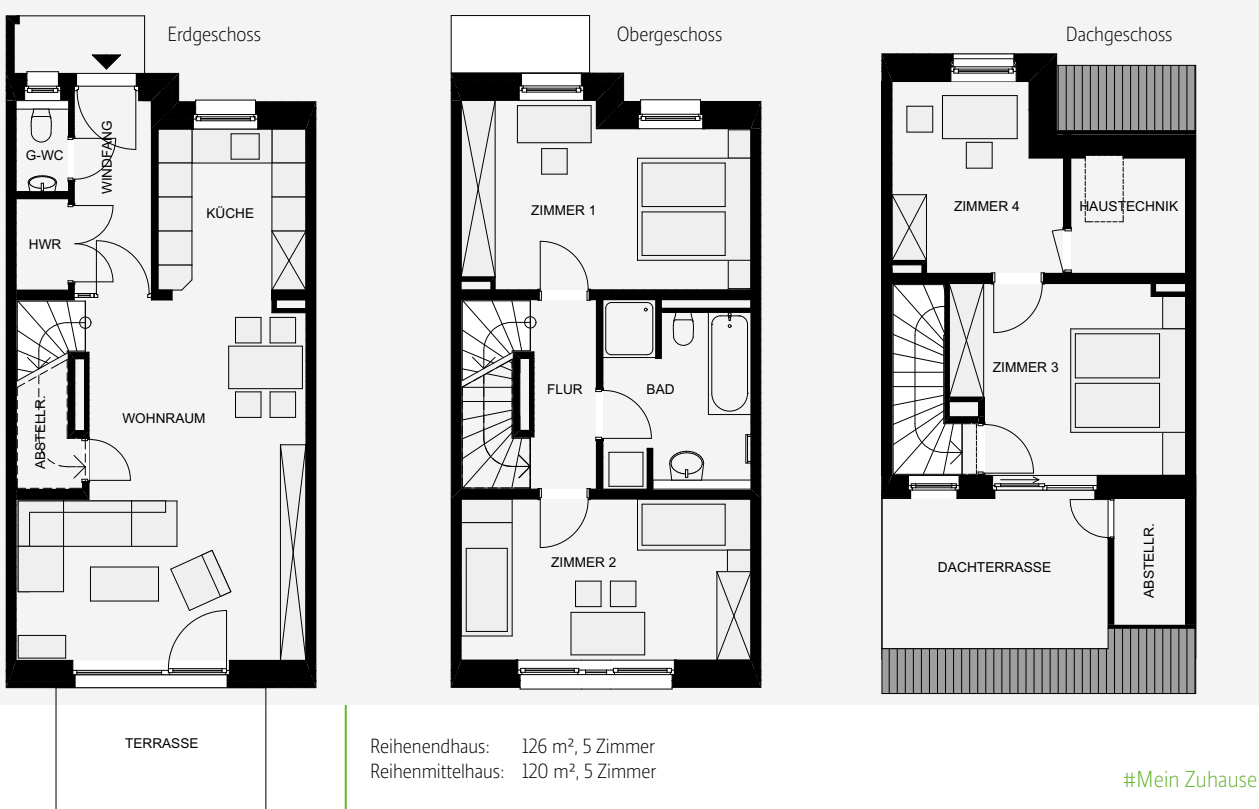 Erdgeschoss
G-WC
WINDFANG
KÜCHE
HWR
ABSTELLR.
WOHNRAUM
TERRASSE
Obergeschoss
ZIMMER 1
FLUR
BAD
ZIMMER 2
Dachgeschoss
ZIMMER 4
HAUSTECHNIK
ZIMMER 3
DACHTERRASSE
ABSTELLR.
Reihenendhaus: 126 m², 5 Zimmer
Reihenmittelhaus: 120 m², 5 Zimmer
#Mein Zuhause